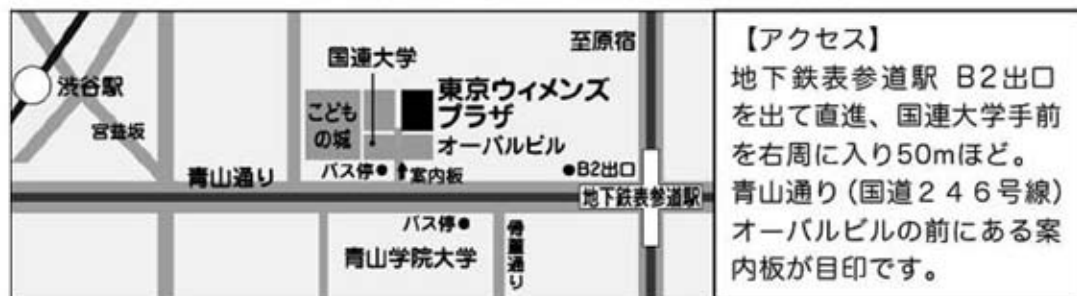 至原宿
国連大学
渋谷駅
東京ウィメンズ
プラザ
こども
の城
宮益坂
オーバルビル
青山通り
バス停●
案内板
●B2出口
地下鉄表参道駅
バス停●
青山学院大学
骨董通り
【アクセス】
地下鉄表参道駅 B2出口
を出て直進、国連大学手前
を右周に入り50mほど。
青山通り(国道246号線)
オーバルビルの前にある案
内板が目印です。